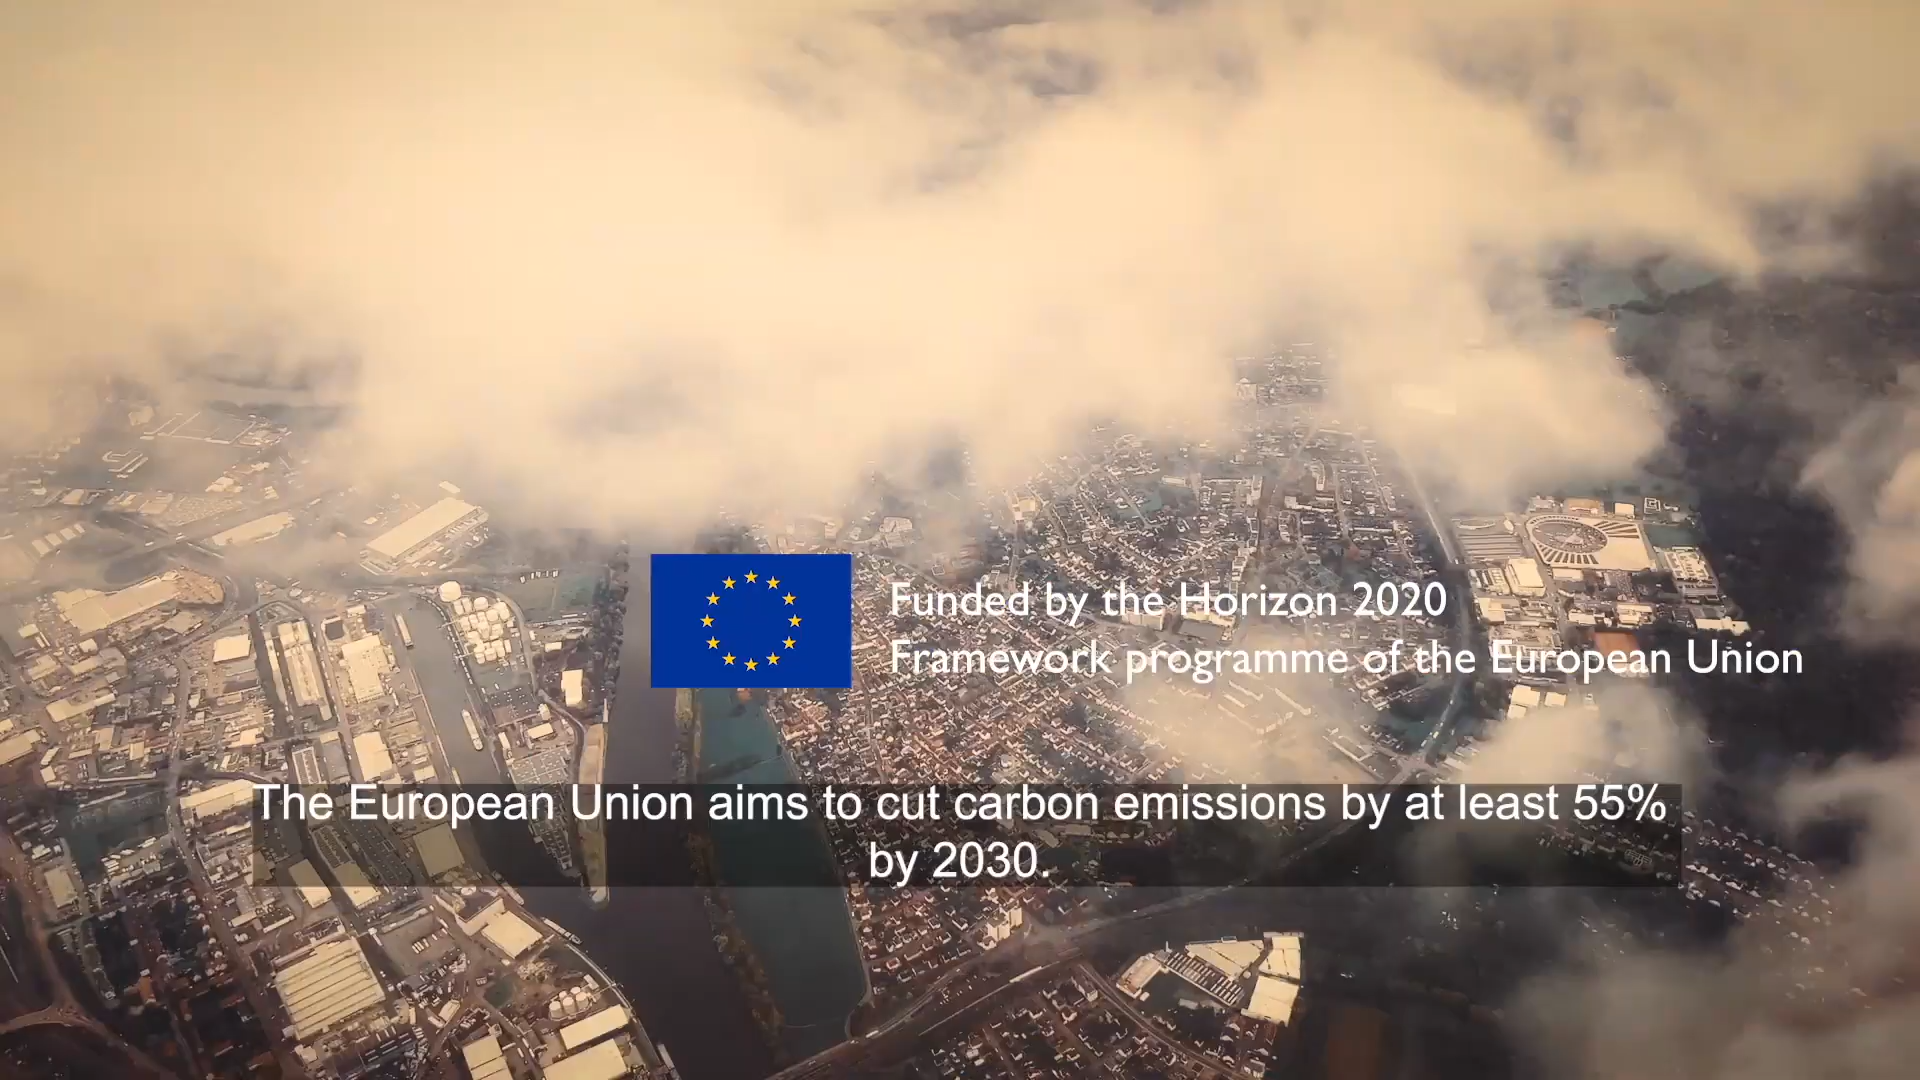 Funded by the Horizon 2020
Framework programme of the European Union
The European Union aims to cut carbon emissions by at least 55%
by 2030.